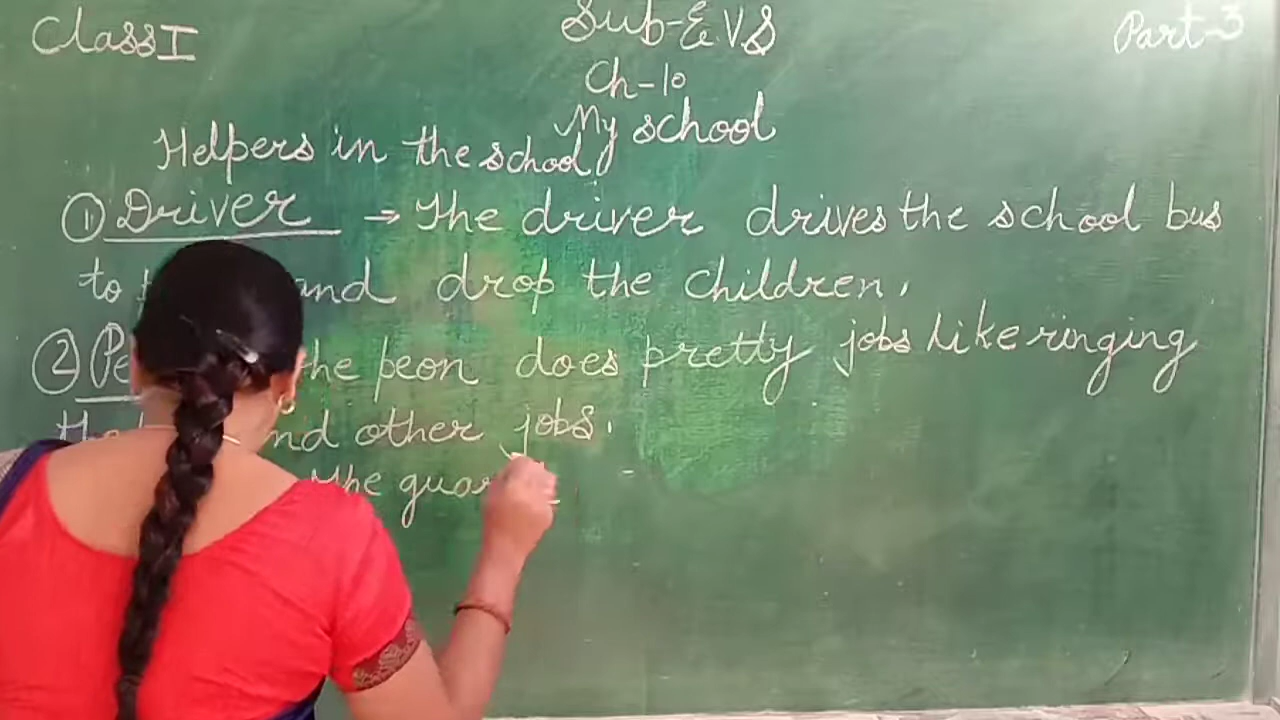 Class I
Sub-E.V.S
Part-3
Ch-10
My school
Helpers in the school
① Driver → The driver drives the school bus
to and drop the children.
② the peon does pretty jobs like ringing
the and other jobs.
The